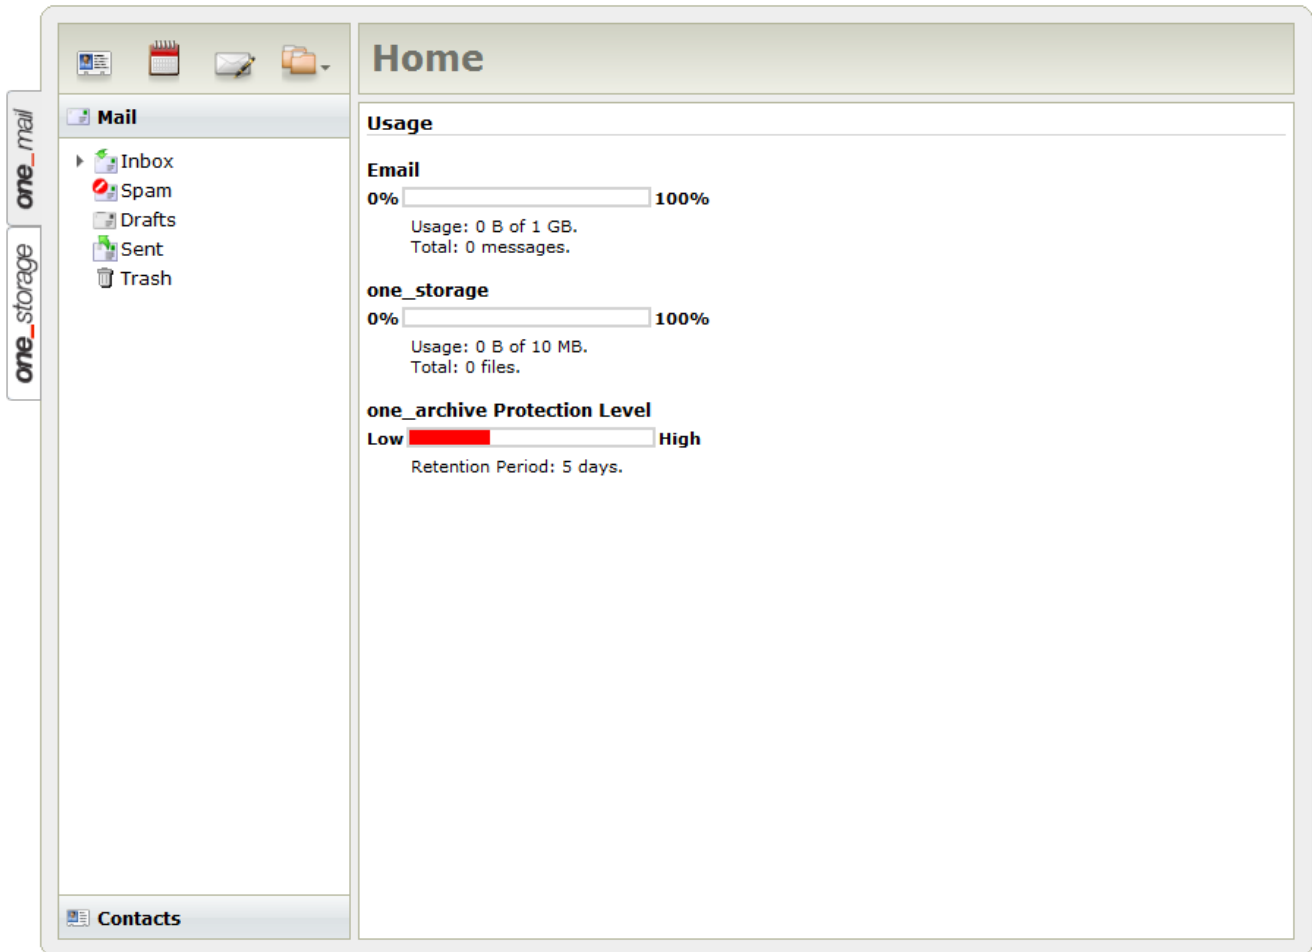 Home
one_mail
one_storage
Mail
Inbox
Spam
Drafts
Sent
Trash
Contacts
Usage
Email
0% 100%
Usage: 0 B of 1 GB.
Total: 0 messages.
one_storage
0% 100%
Usage: 0 B of 10 MB.
Total: 0 files.
one_archive Protection Level
Low High
Retention Period: 5 days.